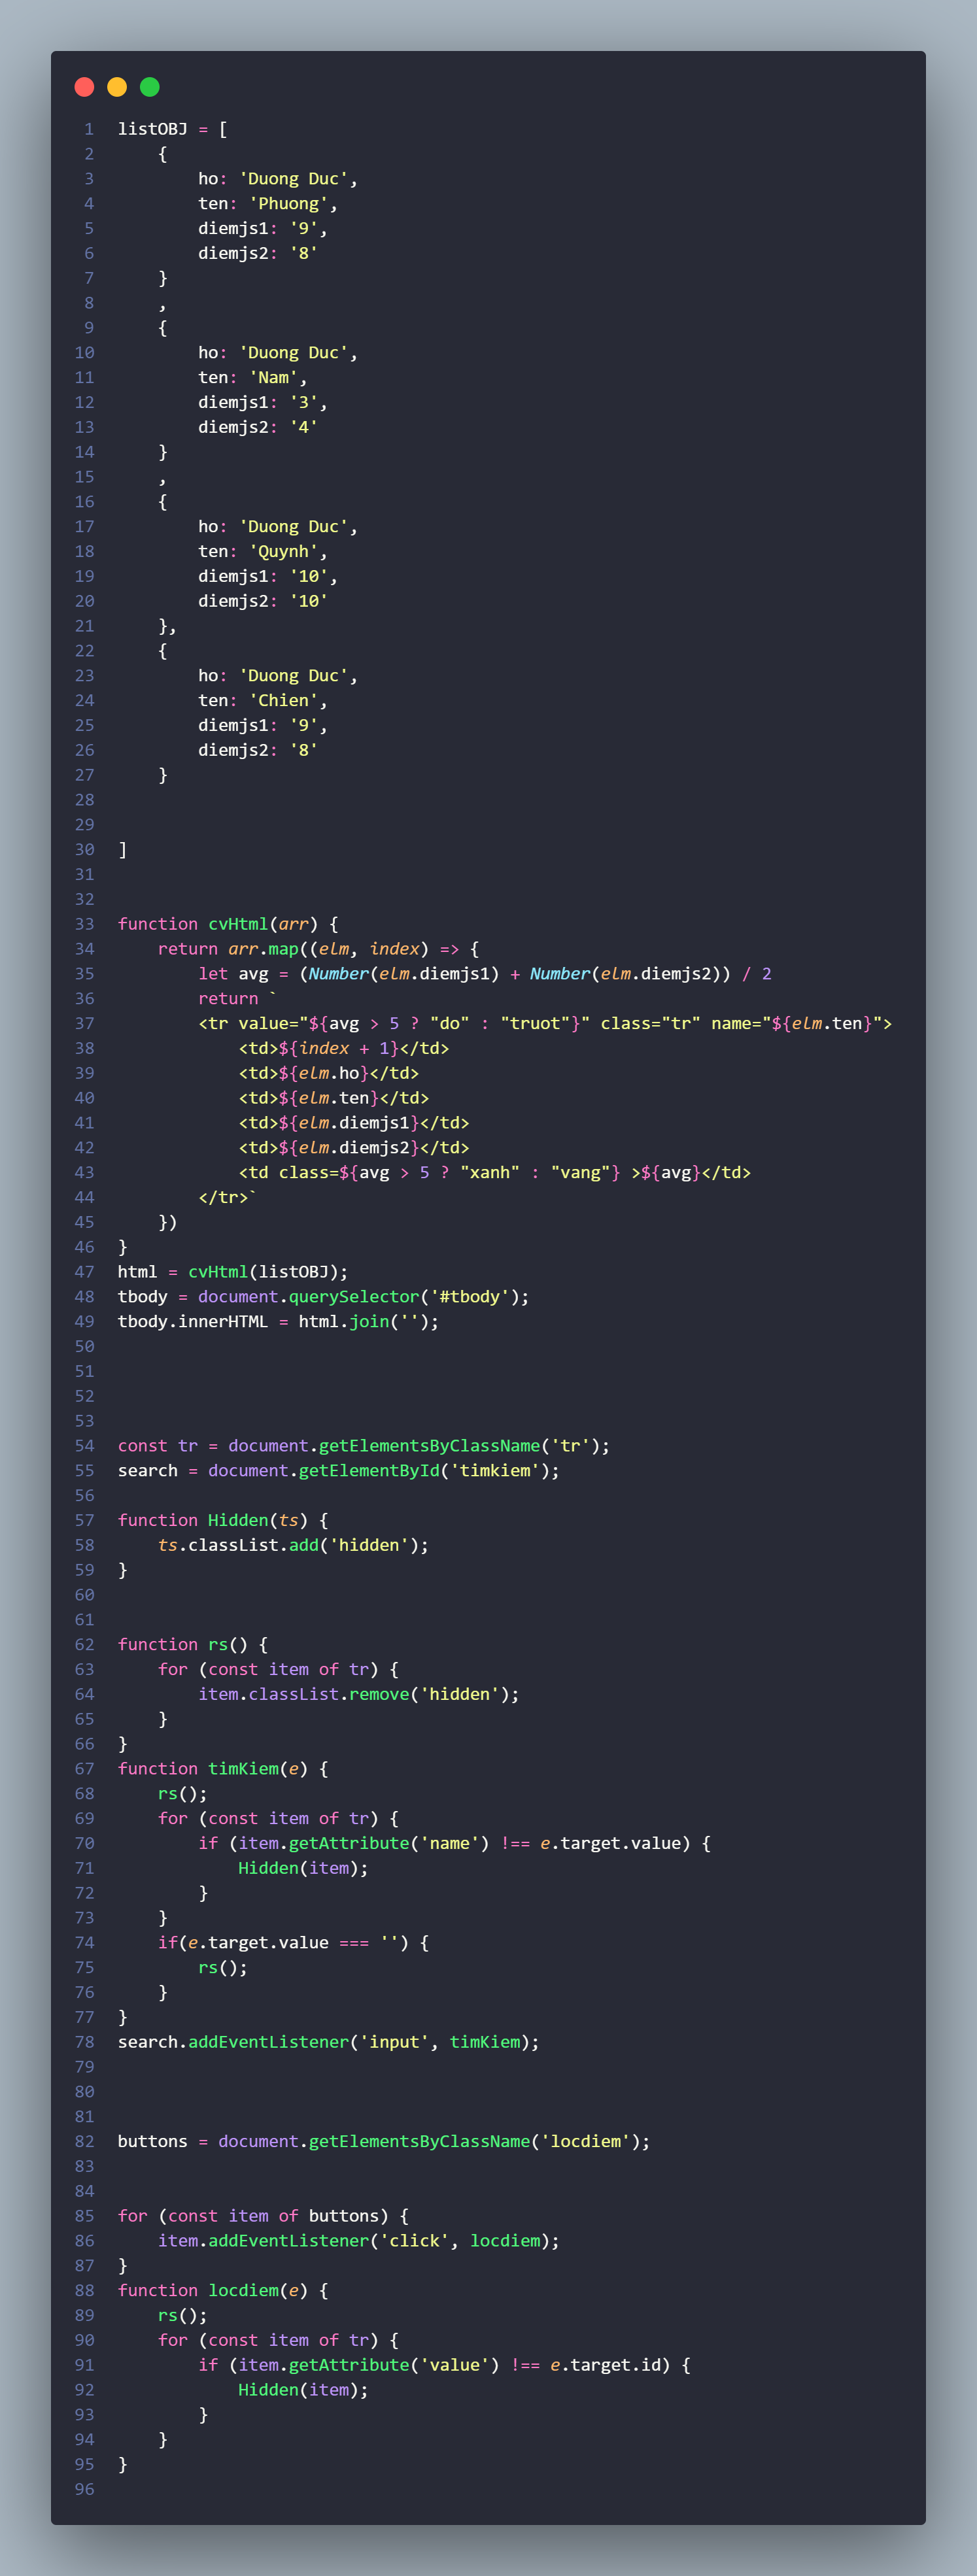 1 listOBJ = [
2     {
3         ho: 'Duong Duc',
4         ten: 'Phuong',
5         diemjs1: '9',
6         diemjs2: '8'
7     }
8     ,
9     {
10         ho: 'Duong Duc',
11         ten: 'Nam',
12         diemjs1: '3',
13         diemjs2: '4'
14     }
15     ,
16     {
17         ho: 'Duong Duc',
18         ten: 'Quynh',
19         diemjs1: '10',
20         diemjs2: '10'
21     },
22     {
23         ho: 'Duong Duc',
24         ten: 'Chien',
25         diemjs1: '9',
26         diemjs2: '8'
27     }
28
29
30 ]
31
32
33 function cvHtml(arr) {
34     return arr.map((elm, index) => {
35         let avg = (Number(elm.diemjs1) + Number(elm.diemjs2)) / 2
36         return `
37         <tr value="${avg > 5 ? "do" : "truot"}" class="tr" name="${elm.ten}">
38             <td>${index + 1}</td>
39             <td>${elm.ho}</td>
40             <td>${elm.ten}</td>
41             <td>${elm.diemjs1}</td>
42             <td>${elm.diemjs2}</td>
43             <td class=${avg > 5 ? "xanh" : "vang"} >${avg}</td>
44         </tr>`
45     })
46 }
47 html = cvHtml(listOBJ);
48 tbody = document.querySelector('#tbody');
49 tbody.innerHTML = html.join('');
50
51
52
53
54 const tr = document.getElementsByClassName('tr');
55 search = document.getElementById('timkiem');
56
57 function Hidden(ts) {
58     ts.classList.add('hidden');
59 }
60
61
62 function rs() {
63     for (const item of tr) {
64         item.classList.remove('hidden');
65     }
66 }
67 function timKiem(e) {
68     rs();
69     for (const item of tr) {
70         if (item.getAttribute('name') !== e.target.value) {
71             Hidden(item);
72         }
73     }
74     if(e.target.value === '') {
75         rs();
76     }
77 }
78 search.addEventListener('input', timKiem);
79
80
81
82 buttons = document.getElementsByClassName('locdiem');
83
84
85 for (const item of buttons) {
86     item.addEventListener('click', locdiem);
87 }
88 function locdiem(e) {
89     rs();
90     for (const item of tr) {
91         if (item.getAttribute('value') !== e.target.id) {
92             Hidden(item);
93         }
94     }
95 }
96